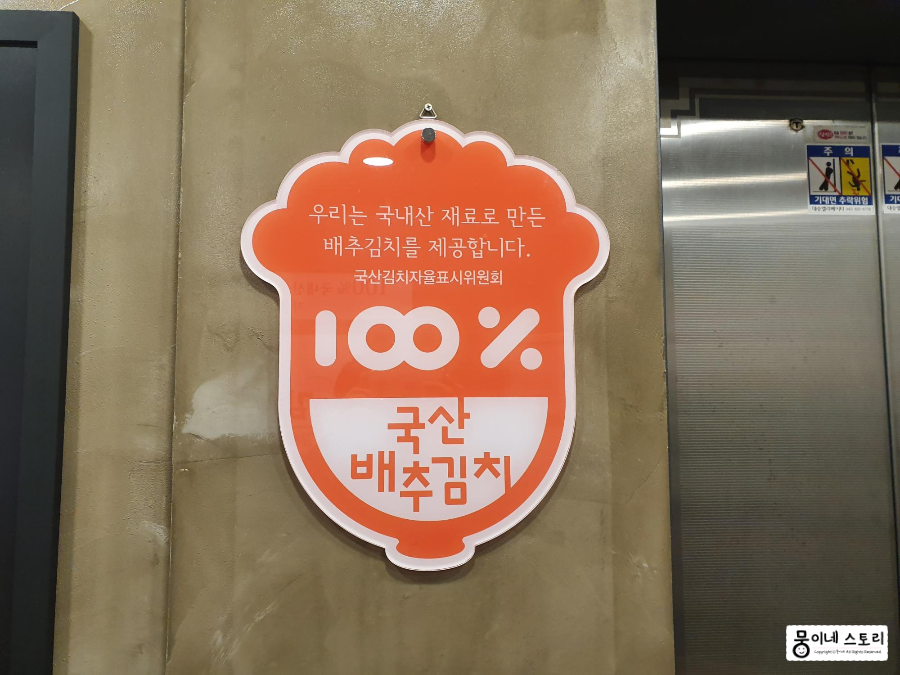 우리는 국내산 재료로 만든
배추김치를 제공합니다.
국산김치자율표시위원회
100%
국산
배추김치
주 의
기대면 추락위험
뭉이네 스토리